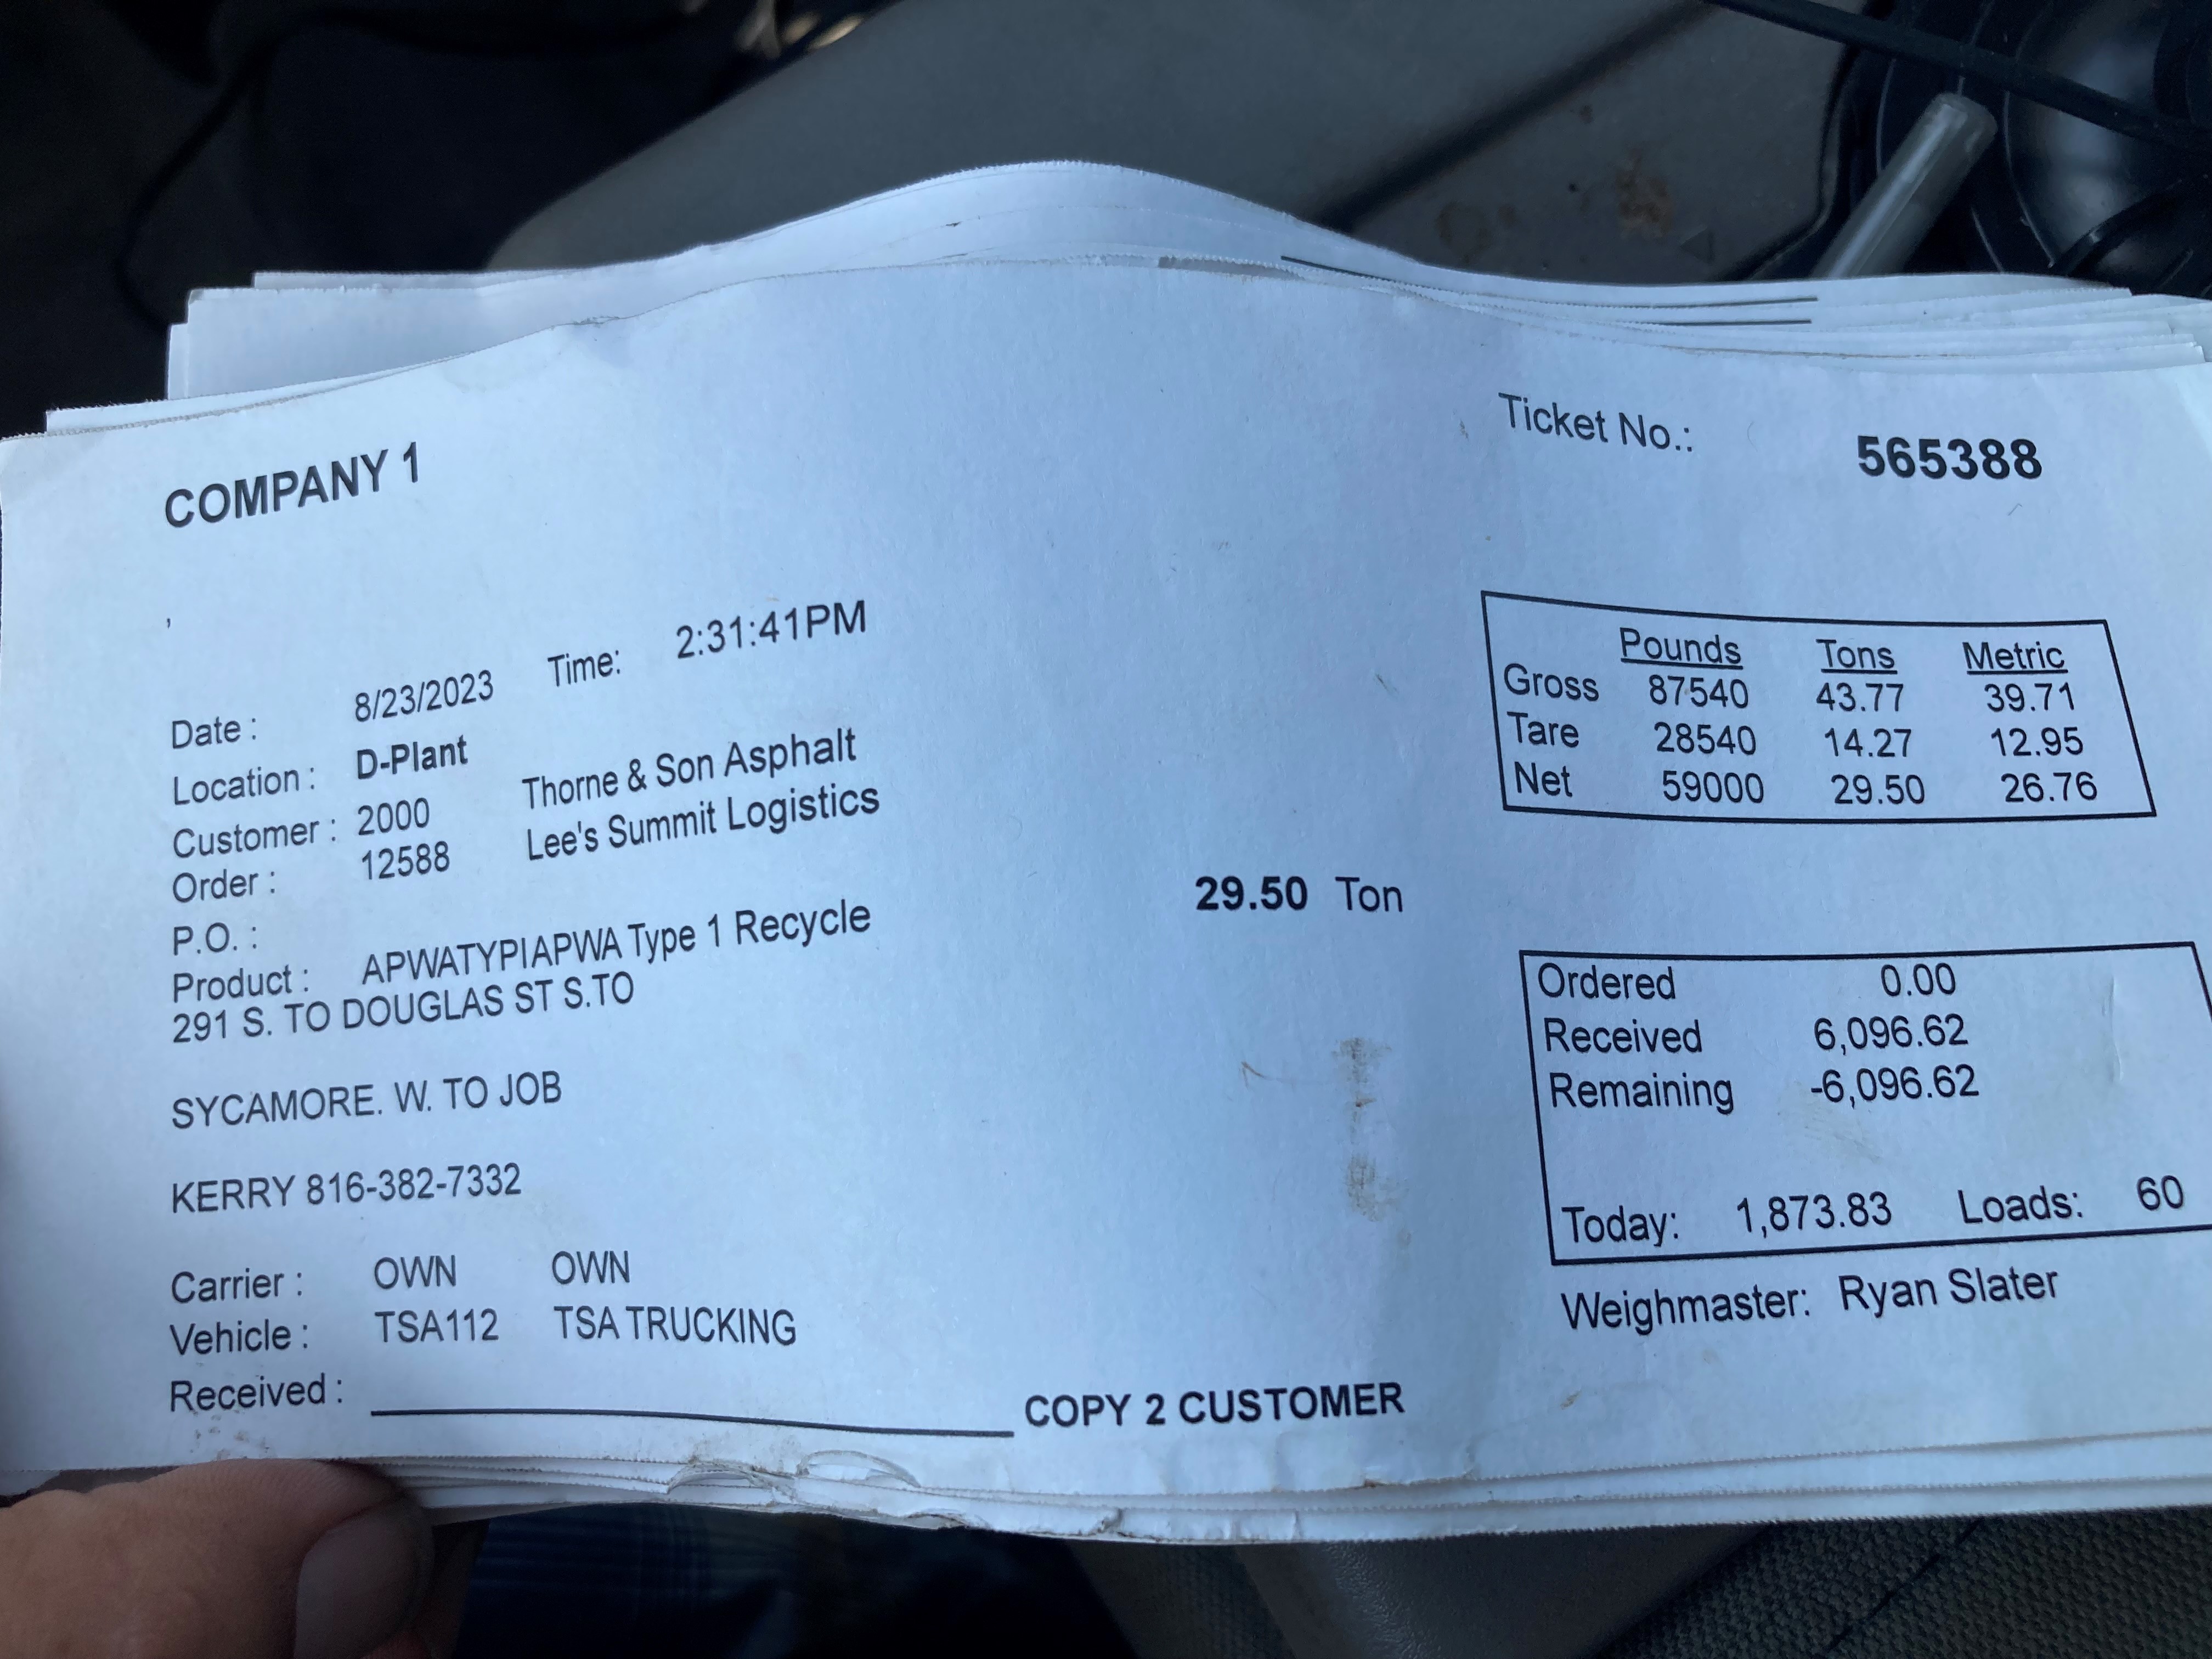 COMPANY 1
Ticket No.: 565388
,
Date : 8/23/2023 Time: 2:31:41PM
Location : D-Plant
Customer : 2000 Thorne & Son Asphalt
Order : 12588 Lee's Summit Logistics
P.O. :
Product : APWATYPIAPWA Type 1 Recycle 29.50 Ton
291 S. TO DOUGLAS ST S.TO
SYCAMORE. W. TO JOB
KERRY 816-382-7332
Carrier : OWN OWN
Vehicle : TSA112 TSA TRUCKING
Received :
COPY 2 CUSTOMER
Pounds Tons Metric
Gross 87540 43.77 39.71
Tare 28540 14.27 12.95
Net 59000 29.50 26.76
Ordered 0.00
Received 6,096.62
Remaining -6,096.62
Today: 1,873.83 Loads: 60
Weighmaster: Ryan Slater